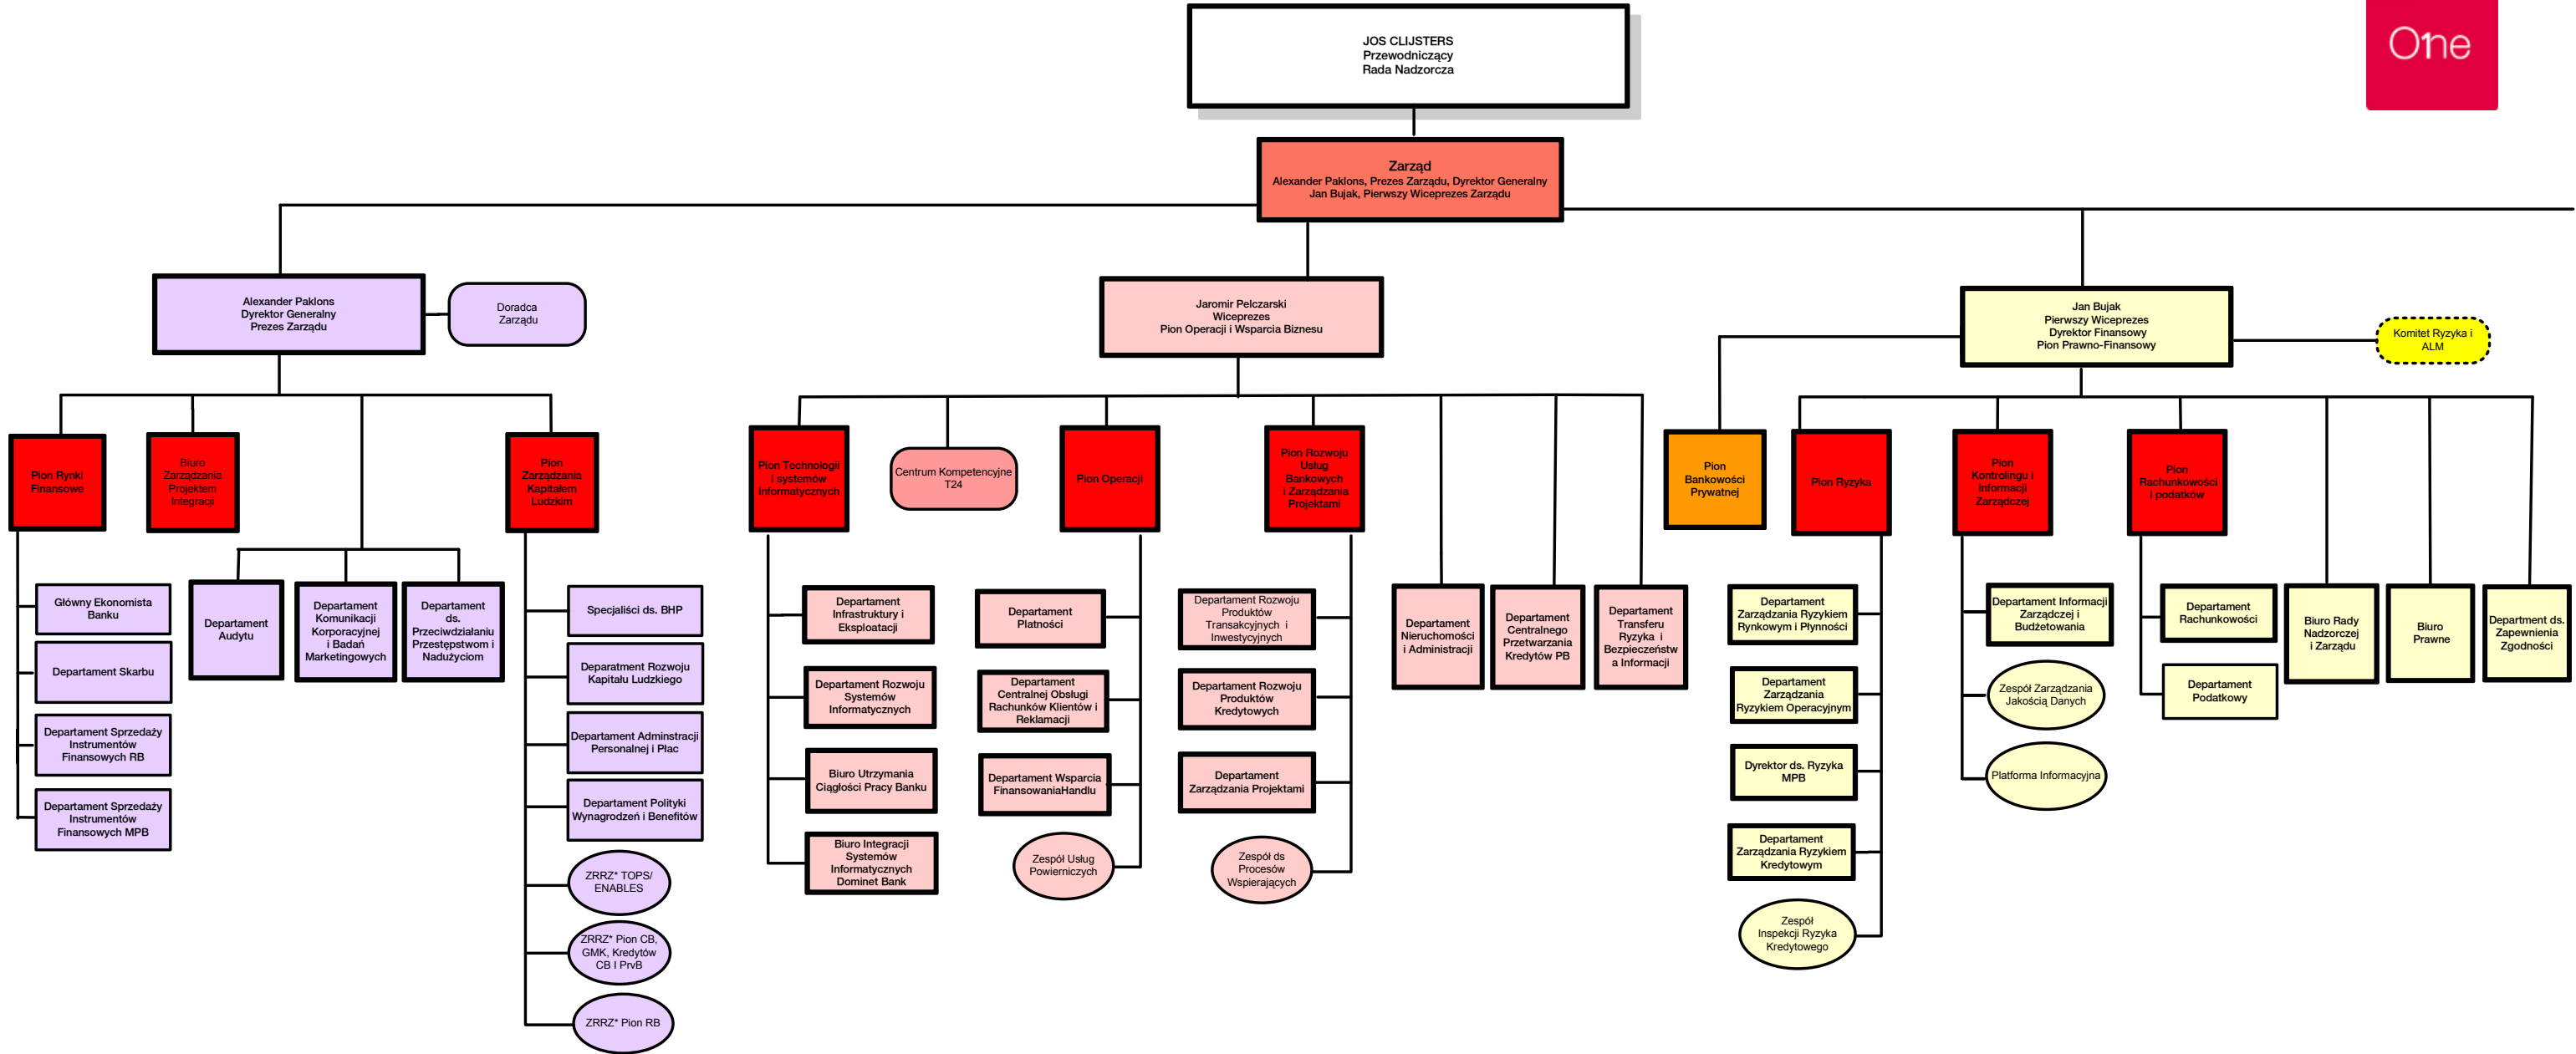 JOS CLIJSTERS
Przewodniczący
Rada Nadzorcza
One
Zarząd
Alexander Paklons, Prezes Zarządu, Dyrektor Generalny
Jan Bujak, Pierwszy Wiceprezes Zarządu
Alexander Paklons
Dyrektor Generalny
Prezes Zarządu
Doradca
Zarządu
Jaromir Pelczarski
Wiceprezes
Pion Operacji i Wsparcia Biznesu
Jan Bujak
Pierwszy Wiceprezes
Dyrektor Finansowy
Pion Prawno-Finansowy
Komitet Ryzyka i
ALM
Pion Rynki
Finansowe
Biuro
Zarządzania
Projektem
Integracji
Pion
Zarządzania
Kapitałem
Ludzkim
Pion Technologii
i systemów
Informatycznych
Centrum Kompetencyjne
T24
Pion Operacji
Pion Rozwoju
Usług
Bankowych
i Zarządzania
Projektami
Pion
Bankowości
Prywatnej
Pion Ryzyka
Pion
Kontrolingu i
Informacji
Zarządczej
Pion
Rachunkowości
i podatków
Główny Ekonomista
Banku
Departament Skarbu
Departament Sprzedaży
Instrumentów
Finansowych RB
Departament Sprzedaży
Instrumentów
Finansowych MPB
Departament
Audytu
Departament
Komunikacji
Korporacyjnej
i Badań
Marketingowych
Departament
ds.
Przeciwdziałaniu
Przestępstwom i
Nadużyciom
Specjaliści ds. BHP
Deparatment Rozwoju
Kapitału Ludzkiego
Departament Adminstracji
Personalnej i Płac
Departament Polityki
Wynagrodzeń i Benefitów
ZRRZ* TOPS/
ENABLES
ZRRZ* Pion CB,
GMK, Kredytów
CB I PrvB
ZRRZ* Pion RB
Departament
Infrastruktury i
Eksploatacji
Departament Rozwoju
Systemów
Informatycznych
Biuro Utrzymania
Ciągłości Pracy Banku
Biuro Integracji
Systemów
Informatycznych
Dominet Bank
Departament
Płatności
Departament
Centralnej Obsługi
Rachunków Klientów i
Reklamacji
Departament Wsparcia
FinansowaniaHandlu
Zespół Usług
Powierniczych
Departament Rozwoju
Produktów
Transakcyjnych i
Inwestycyjnych
Departament Rozwoju
Produktów
Kredytowych
Departament
Zarządzania Projektami
Zespół ds
Procesów
Wspierających
Departament
Nieruchomości
i Administracji
Departament
Centralnego
Przetwarzania
Kredytów PB
Departament
Transferu
Ryzyka i
Bezpieczeństw
a Informacji
Departament
Zarządzania Ryzykiem
Rynkowym i Płynności
Departament
Zarządzania
Ryzykiem Operacyjnym
Dyrektor ds. Ryzyka
MPB
Departament
Zarządzania Ryzykiem
Kredytowym
Zespół
Inspekcji Ryzyka
Kredytowego
Departament Informacji
Zarządczej i
Budżetowania
Zespół Zarządzania
Jakością Danych
Platforma Informacyjna
Departament
Rachunkowości
Departament
Podatkowy
Biuro Rady
Nadzorczej
i Zarządu
Biuro
Prawne
Department ds.
Zapewnienia
Zgodności